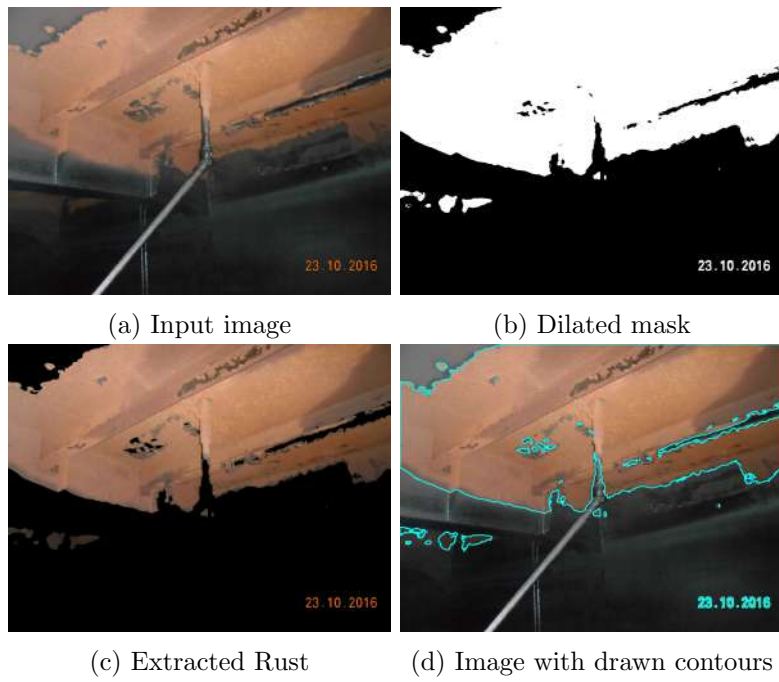 23.10.2016
23.10.2016
(a) Input image
(b) Dilated mask
23.10.2016
23.10.2016
(c) Extracted Rust
(d) Image with drawn contours